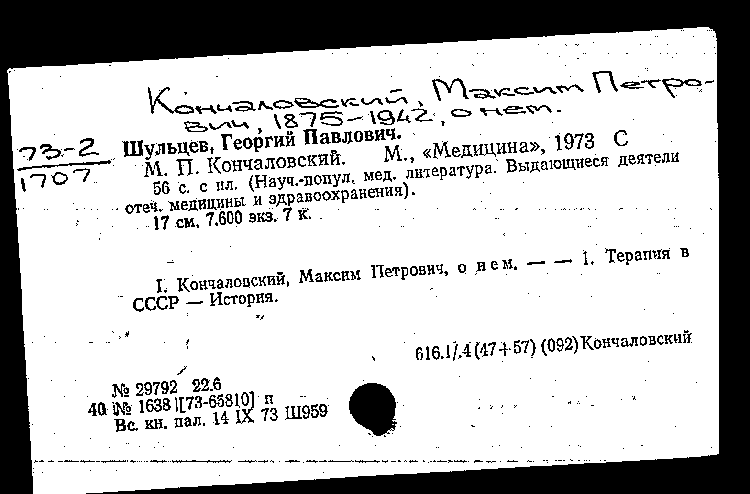 Кончаловский, Максим Петро-
вич, 1875-1942, о нем.
73-2
1707
Шульцев, Георгий Павлович.
М. П. Кончаловский. М., «Медицина», 1973 С
56 с. с ил. (Науч.-попул. мед. литература. Выдающиеся деятели
отеч. медицины и здравоохранения).
17 см. 7.600 экз. 7 к.
I. Кончаловский, Максим Петрович, о нем. — — 1. Терапия в
СССР — История.
616.1/.4(47+57) (092) Кончаловский
№ 29792 22.6
40 № 1638 [73-65810] п
Вс. кн. пал. 14 IX 73 Ш959